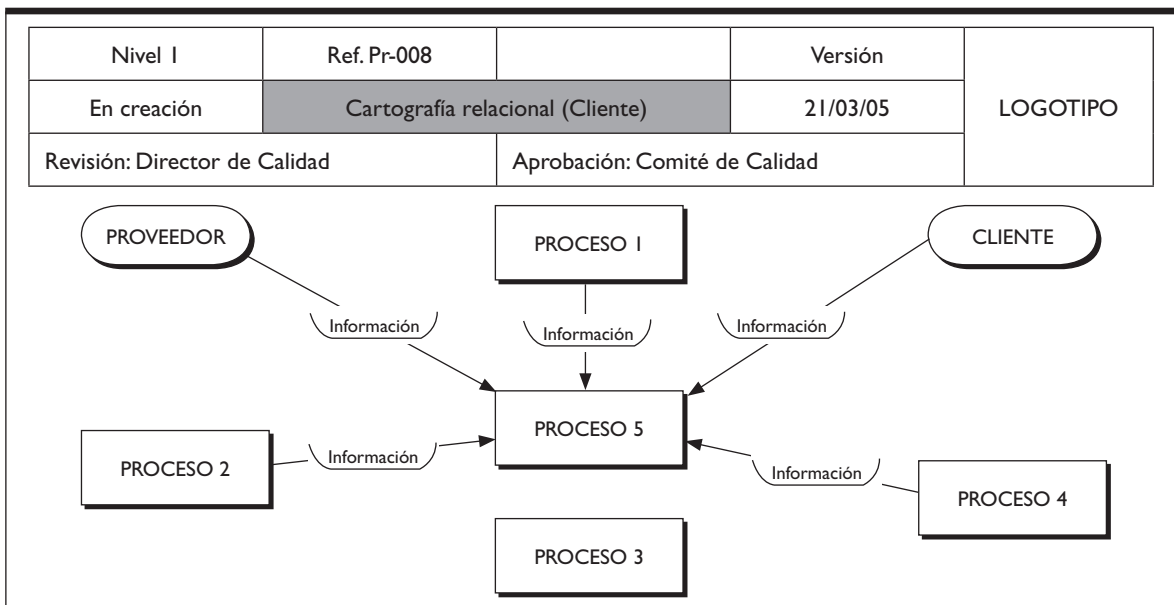 Nivel 1
Ref. Pr-008
Versión
En creación
Cartografía relacional (Cliente)
21/03/05
LOGOTIPO
Revisión: Director de Calidad
Aprobación: Comité de Calidad
PROVEEDOR
PROCESO 1
CLIENTE
Información
Información
Información
PROCESO 5
PROCESO 2
Información
Información
PROCESO 4
PROCESO 3